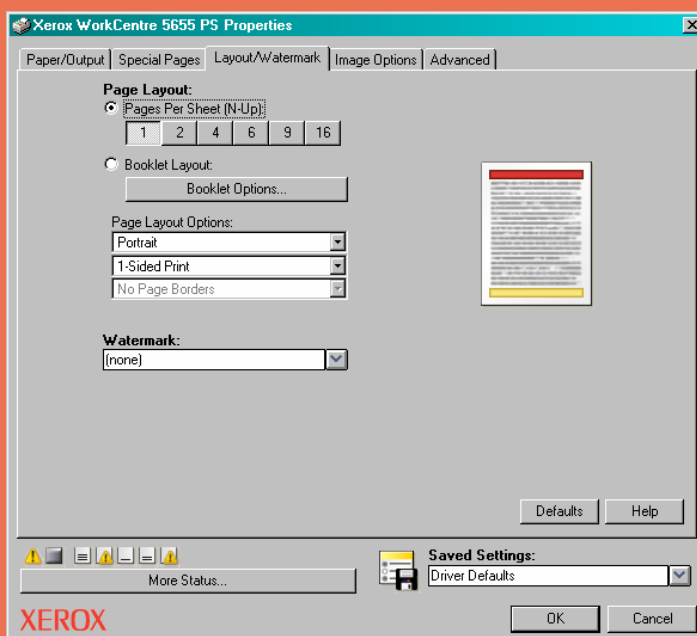 Xerox WorkCentre 5655 PS Properties
Paper/Output Special Pages Layout/Watermark Image Options Advanced
Page Layout:
Pages Per Sheet (N-Up):
1 2 4 6 9 16
Booklet Layout:
Booklet Options...
Page Layout Options:
Portrait
1-Sided Print
No Page Borders
Watermark:
(none)
Defaults Help
More Status...
Saved Settings:
Driver Defaults
XEROX
OK Cancel